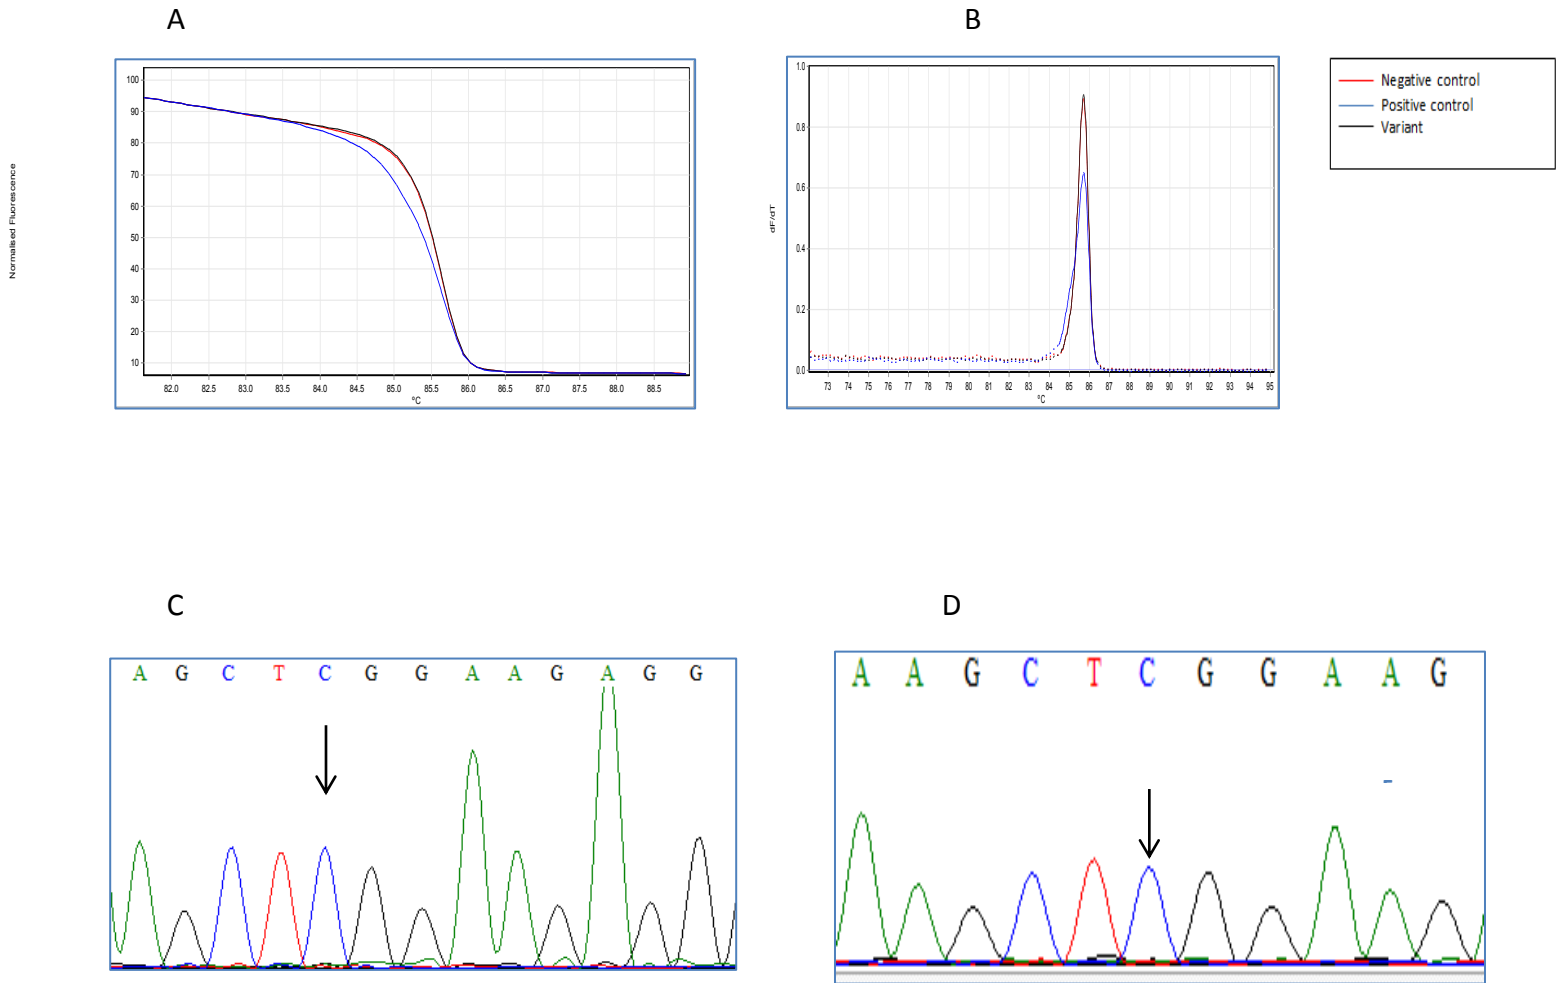 A
B
Normalised Fluorescence
100
90
80
70
60
50
40
30
20
10
82.0 82.5 83.0 83.5 84.0 84.5 85.0 85.5 86.0 86.5 87.0 87.5 88.0 88.5
°C
dF/dT
1.0
0.8
0.6
0.4
0.2
0.0
73 74 75 76 77 78 79 80 81 82 83 84 85 86 87 88 89 90 91 92 93 94 95
°C
Negative control
Positive control
Variant
C
D
A G C T C G G A A G A G G
A A G C T C G G A A G